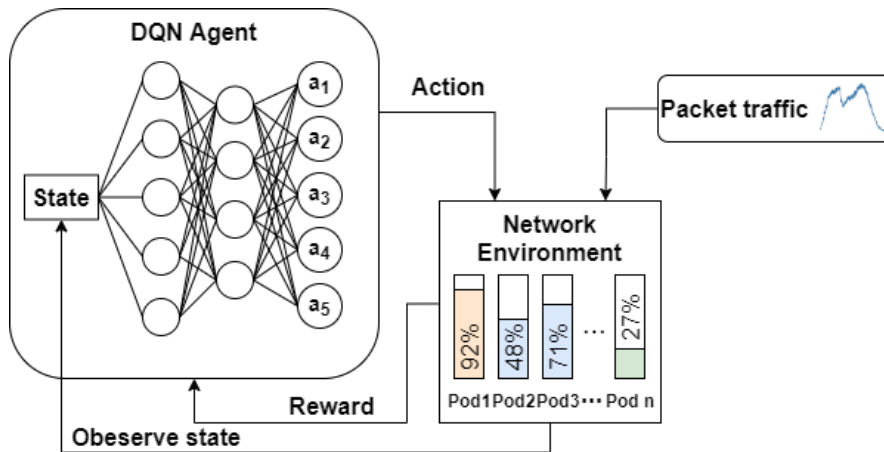 DQN Agent
State
a1
a2
a3
a4
a5
Action
Packet traffic
Network
Environment
92%
48%
71%
...
27%
Pod1 Pod2 Pod3 ... Pod n
Reward
Obeserve state